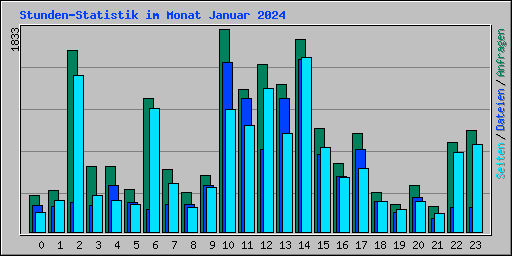 Stunden-Statistik im Monat Januar 2024
1833
Seiten / Dateien / Anfragen
0 1 2 3 4 5 6 7 8 9 10 11 12 13 14 15 16 17 18 19 20 21 22 23